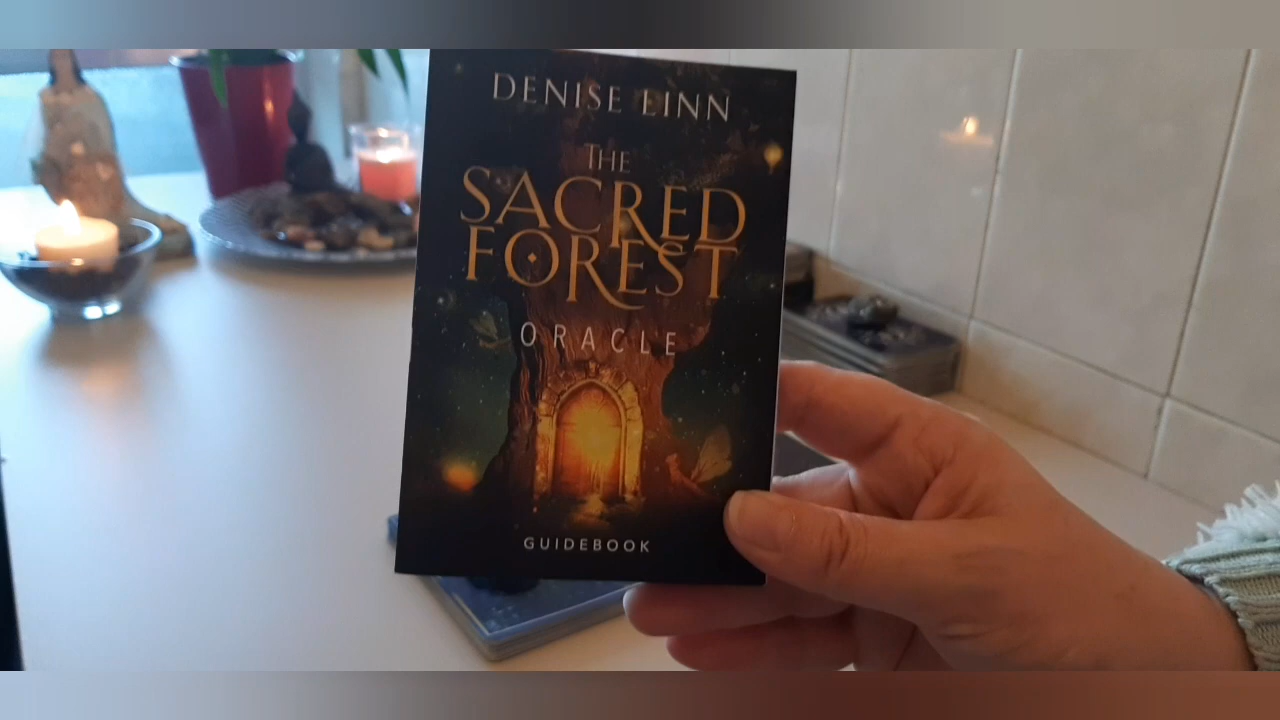 DENISE LINN
THE
SACRED
FOREST
ORACLE
GUIDEBOOK